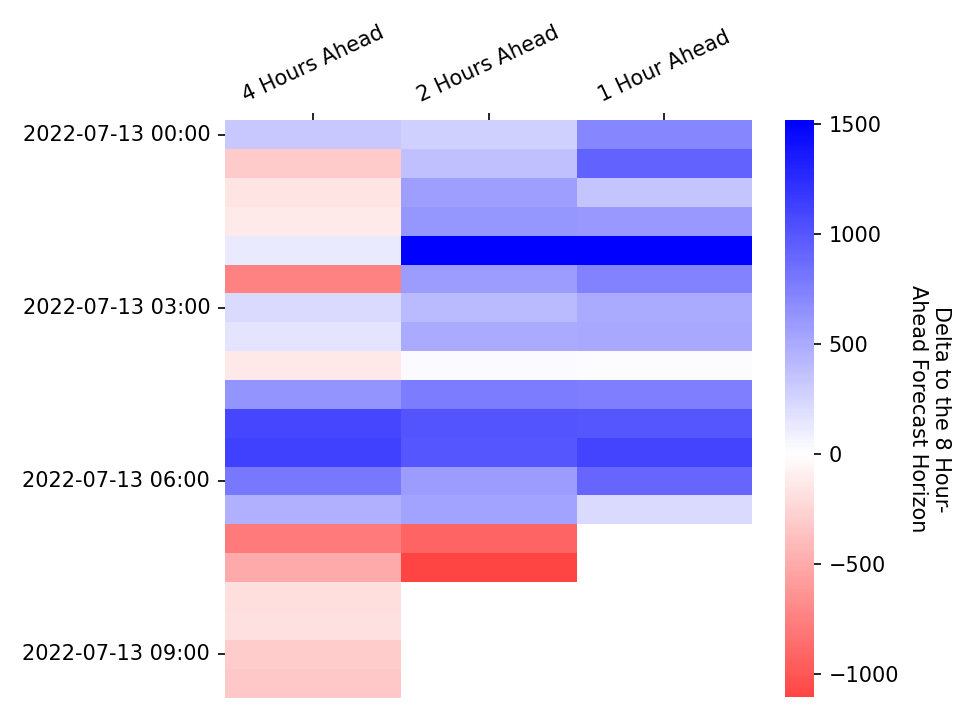 4 Hours Ahead
2 Hours Ahead
1 Hour Ahead
2022-07-13 00:00
2022-07-13 03:00
2022-07-13 06:00
2022-07-13 09:00
1500
1000
500
0
−500
−1000
Delta to the 8 Hour-
Ahead Forecast Horizon